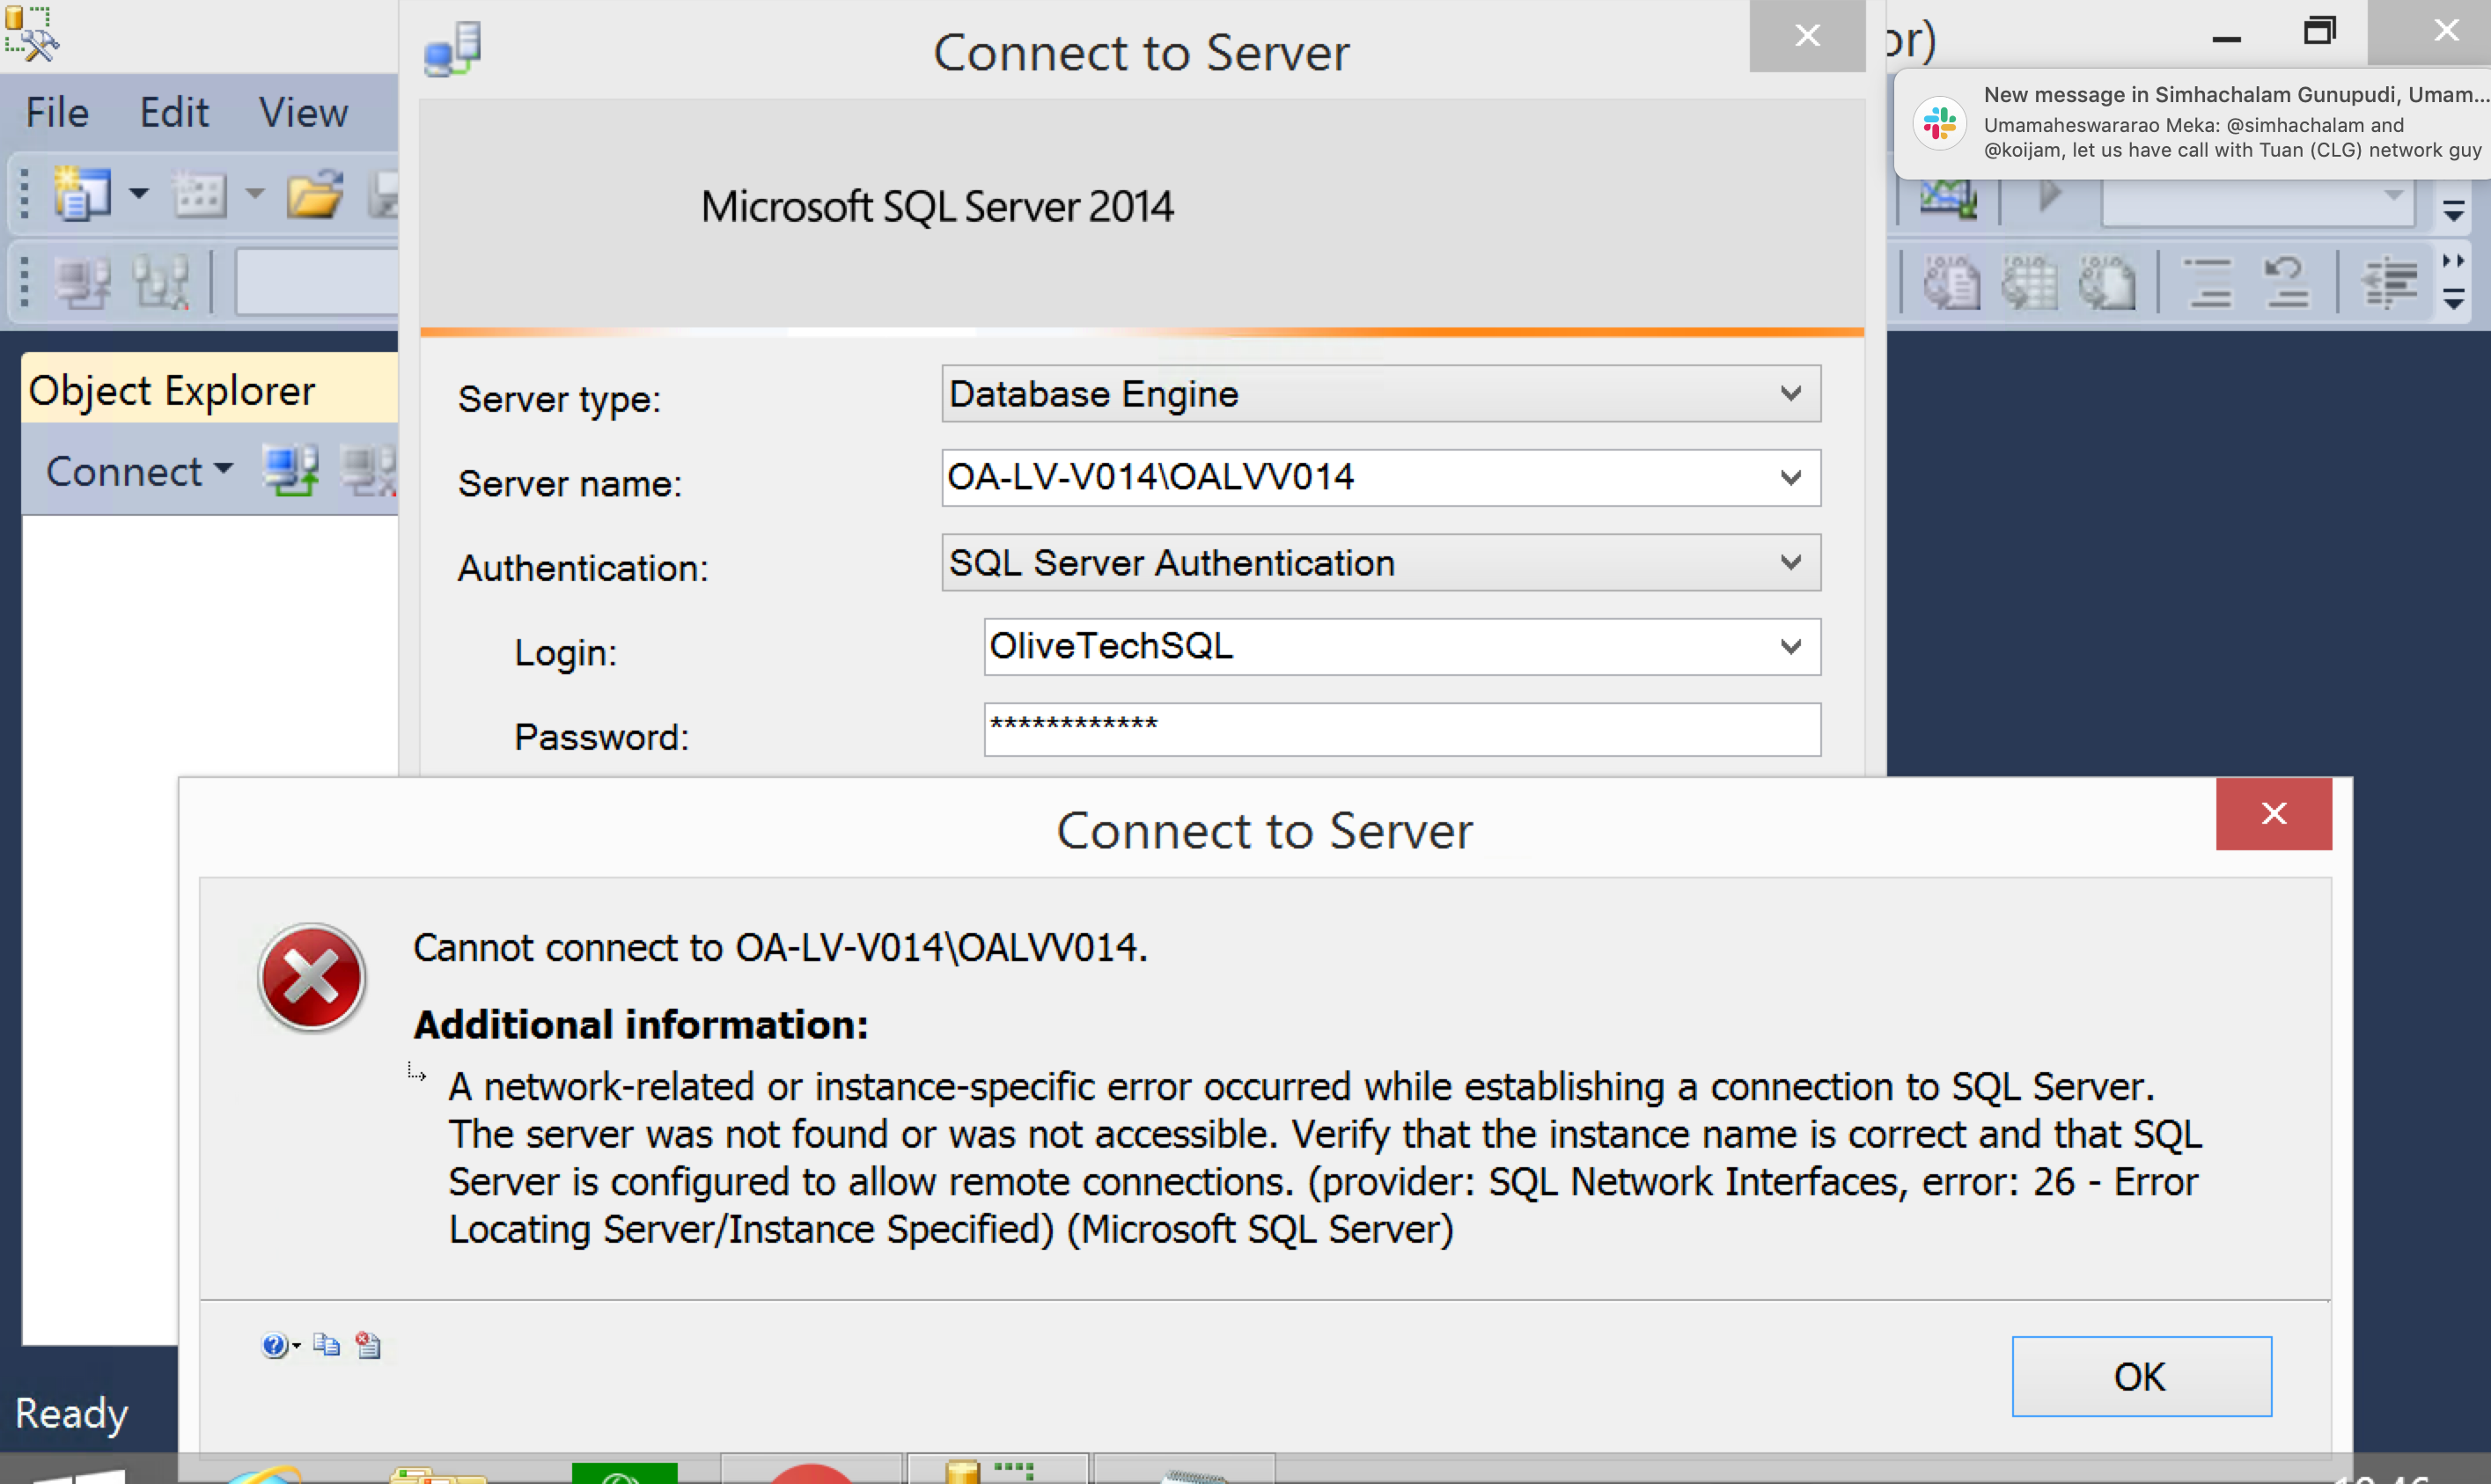 Connect to Server
or)
New message in Simhachalam Gunupudi, Umam...
Umamaheswararao Meka: @simhachalam and
@koijam, let us have call with Tuan (CLG) network guy
File Edit View
Microsoft SQL Server 2014
Object Explorer
Connect
Server type: Database Engine
Server name: OA-LV-V014\OALVV014
Authentication: SQL Server Authentication
Login: OliveTechSQL
Password: ************
Connect to Server
Cannot connect to OA-LV-V014\OALVV014.
Additional information:
A network-related or instance-specific error occurred while establishing a connection to SQL Server.
The server was not found or was not accessible. Verify that the instance name is correct and that SQL
Server is configured to allow remote connections. (provider: SQL Network Interfaces, error: 26 - Error
Locating Server/Instance Specified) (Microsoft SQL Server)
OK
Ready